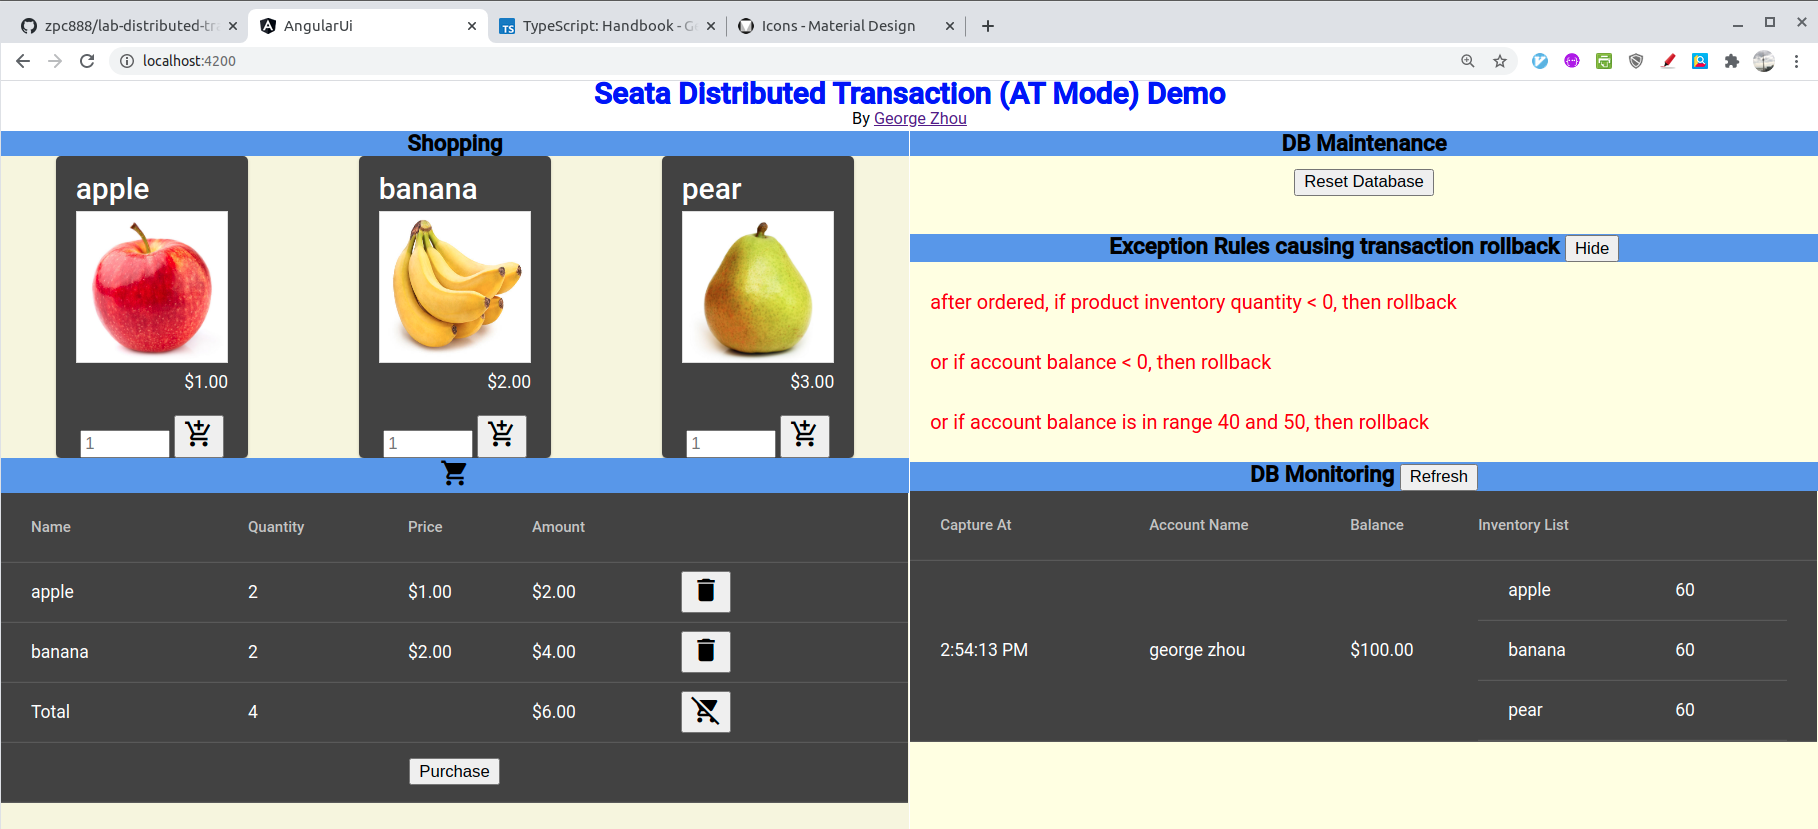 zpc888/lab-distributed-tra
AngularUi
TypeScript: Handbook - Ge
Icons - Material Design
localhost:4200
Seata Distributed Transaction (AT Mode) Demo
By George Zhou
Shopping
apple
banana
pear
$1.00
$2.00
$3.00
1
1
1
Name Quantity Price Amount
apple 2 $1.00 $2.00
banana 2 $2.00 $4.00
Total 4 $6.00
Purchase
DB Maintenance
Reset Database
Exception Rules causing transaction rollback Hide
after ordered, if product inventory quantity < 0, then rollback
or if account balance < 0, then rollback
or if account balance is in range 40 and 50, then rollback
DB Monitoring Refresh
Capture At Account Name Balance Inventory List
apple 60
2:54:13 PM george zhou $100.00 banana 60
pear 60